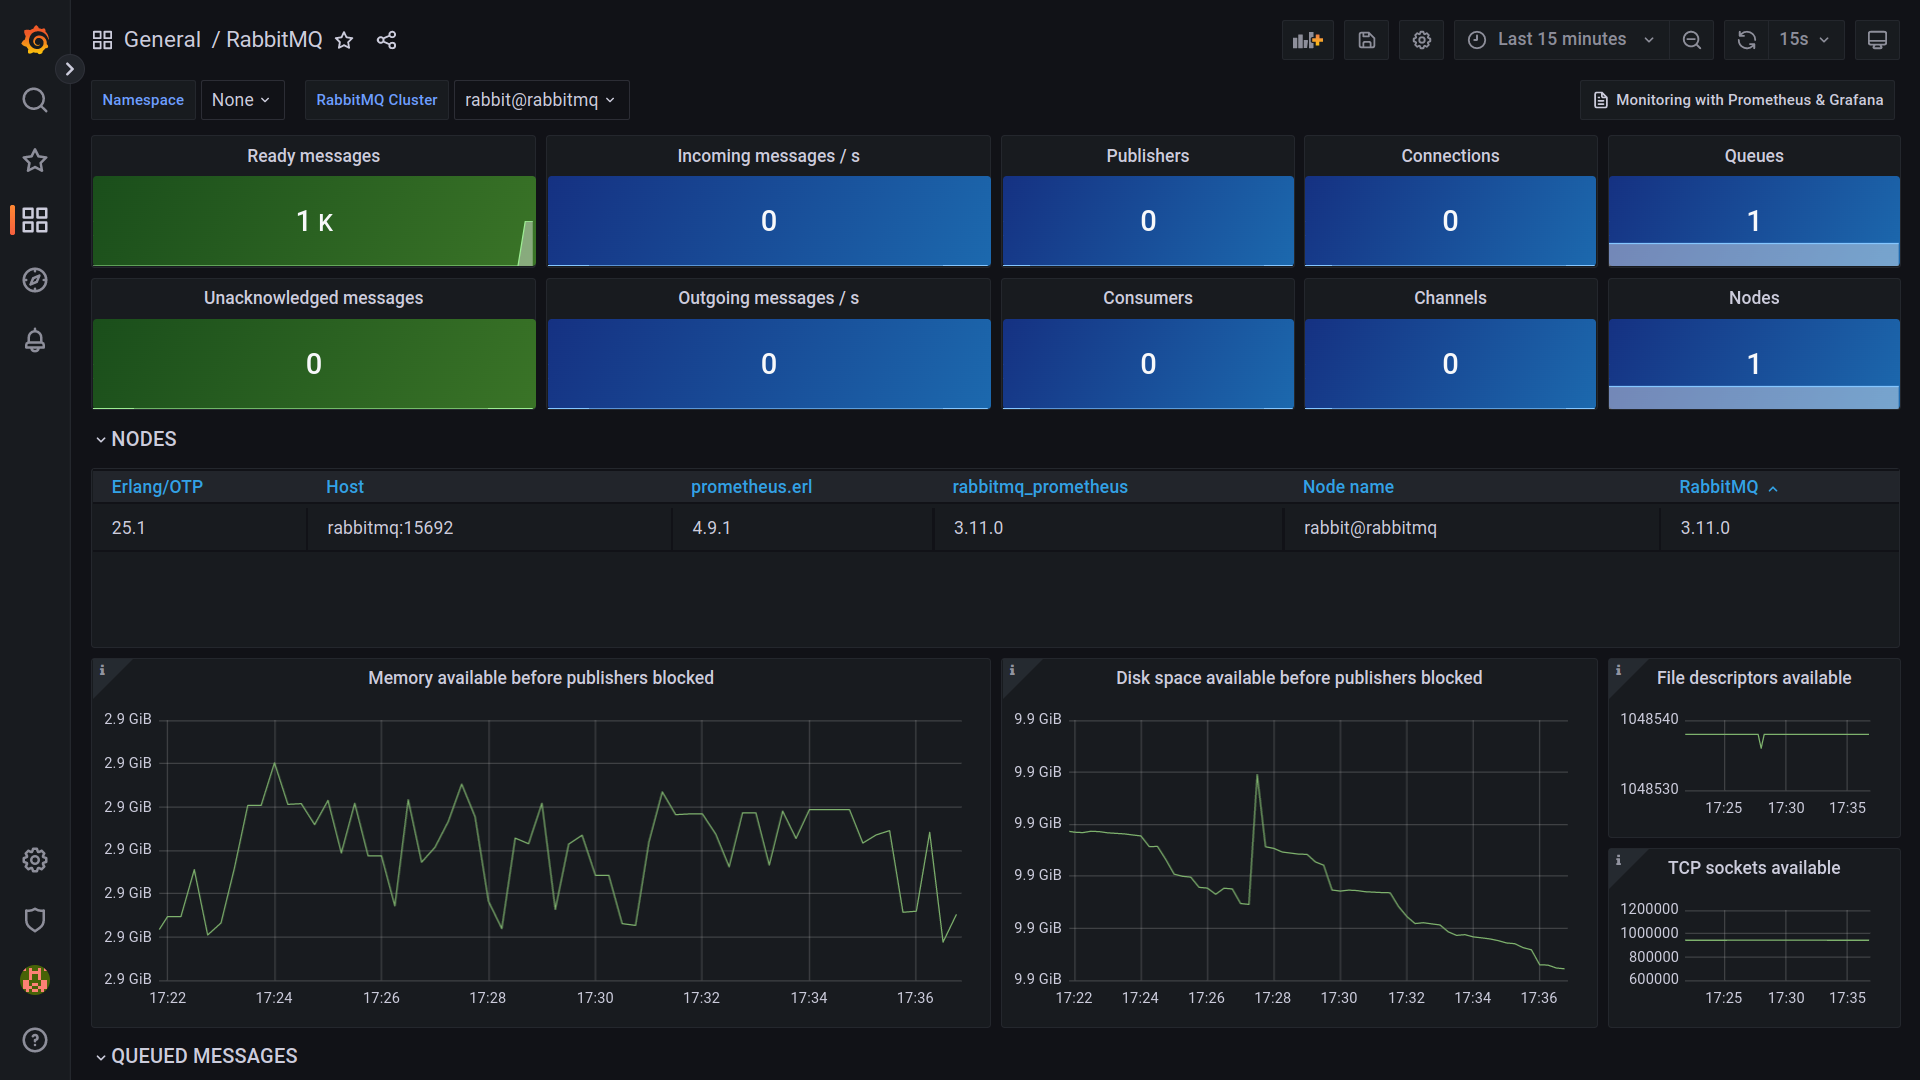 General / RabbitMQ
Last 15 minutes
15s
Namespace
None
RabbitMQ Cluster
rabbit@rabbitmq
Monitoring with Prometheus & Grafana
Ready messages
Incoming messages / s
Publishers
Connections
Queues
1 K
0
0
0
1
Unacknowledged messages
Outgoing messages / s
Consumers
Channels
Nodes
0
0
0
0
1
NODES
Erlang/OTP
Host
prometheus.erl
rabbitmq_prometheus
Node name
RabbitMQ
25.1
rabbitmq:15692
4.9.1
3.11.0
rabbit@rabbitmq
3.11.0
Memory available before publishers blocked
2.9 GiB
2.9 GiB
2.9 GiB
2.9 GiB
2.9 GiB
2.9 GiB
2.9 GiB
17:22 17:24 17:26 17:28 17:30 17:32 17:34 17:36
Disk space available before publishers blocked
9.9 GiB
9.9 GiB
9.9 GiB
9.9 GiB
9.9 GiB
9.9 GiB
17:22 17:24 17:26 17:28 17:30 17:32 17:34 17:36
File descriptors available
1048540
1048530
17:25 17:30 17:35
TCP sockets available
1200000
1000000
800000
600000
17:25 17:30 17:35
QUEUED MESSAGES